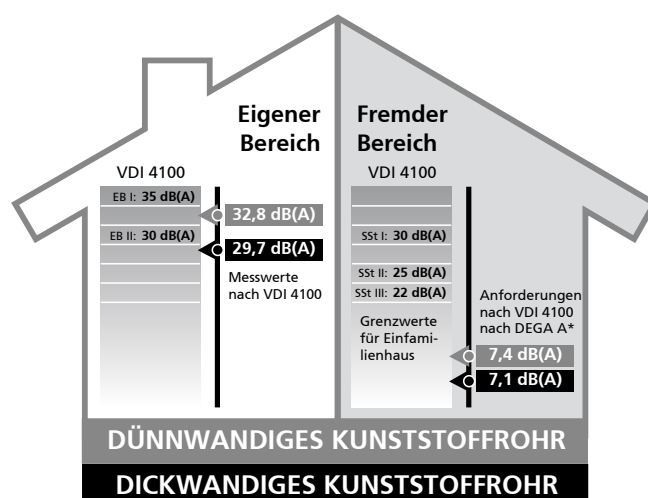 Eigener
Bereich
VDI 4100
EB I: 35 dB(A)
32,8 dB(A)
EB II: 30 dB(A)
29,7 dB(A)
Messwerte
nach VDI 4100
Fremder
Bereich
VDI 4100
SSt I: 30 dB(A)
SSt II: 25 dB(A)
SSt III: 22 dB(A)
Grenzwerte
für Einfami-
lienhaus
Anforderungen
nach VDI 4100
nach DEGA A*
7,4 dB(A)
7,1 dB(A)
DÜNNWANDIGES KUNSTSTOFFROHR
DICKWANDIGES KUNSTSTOFFROHR